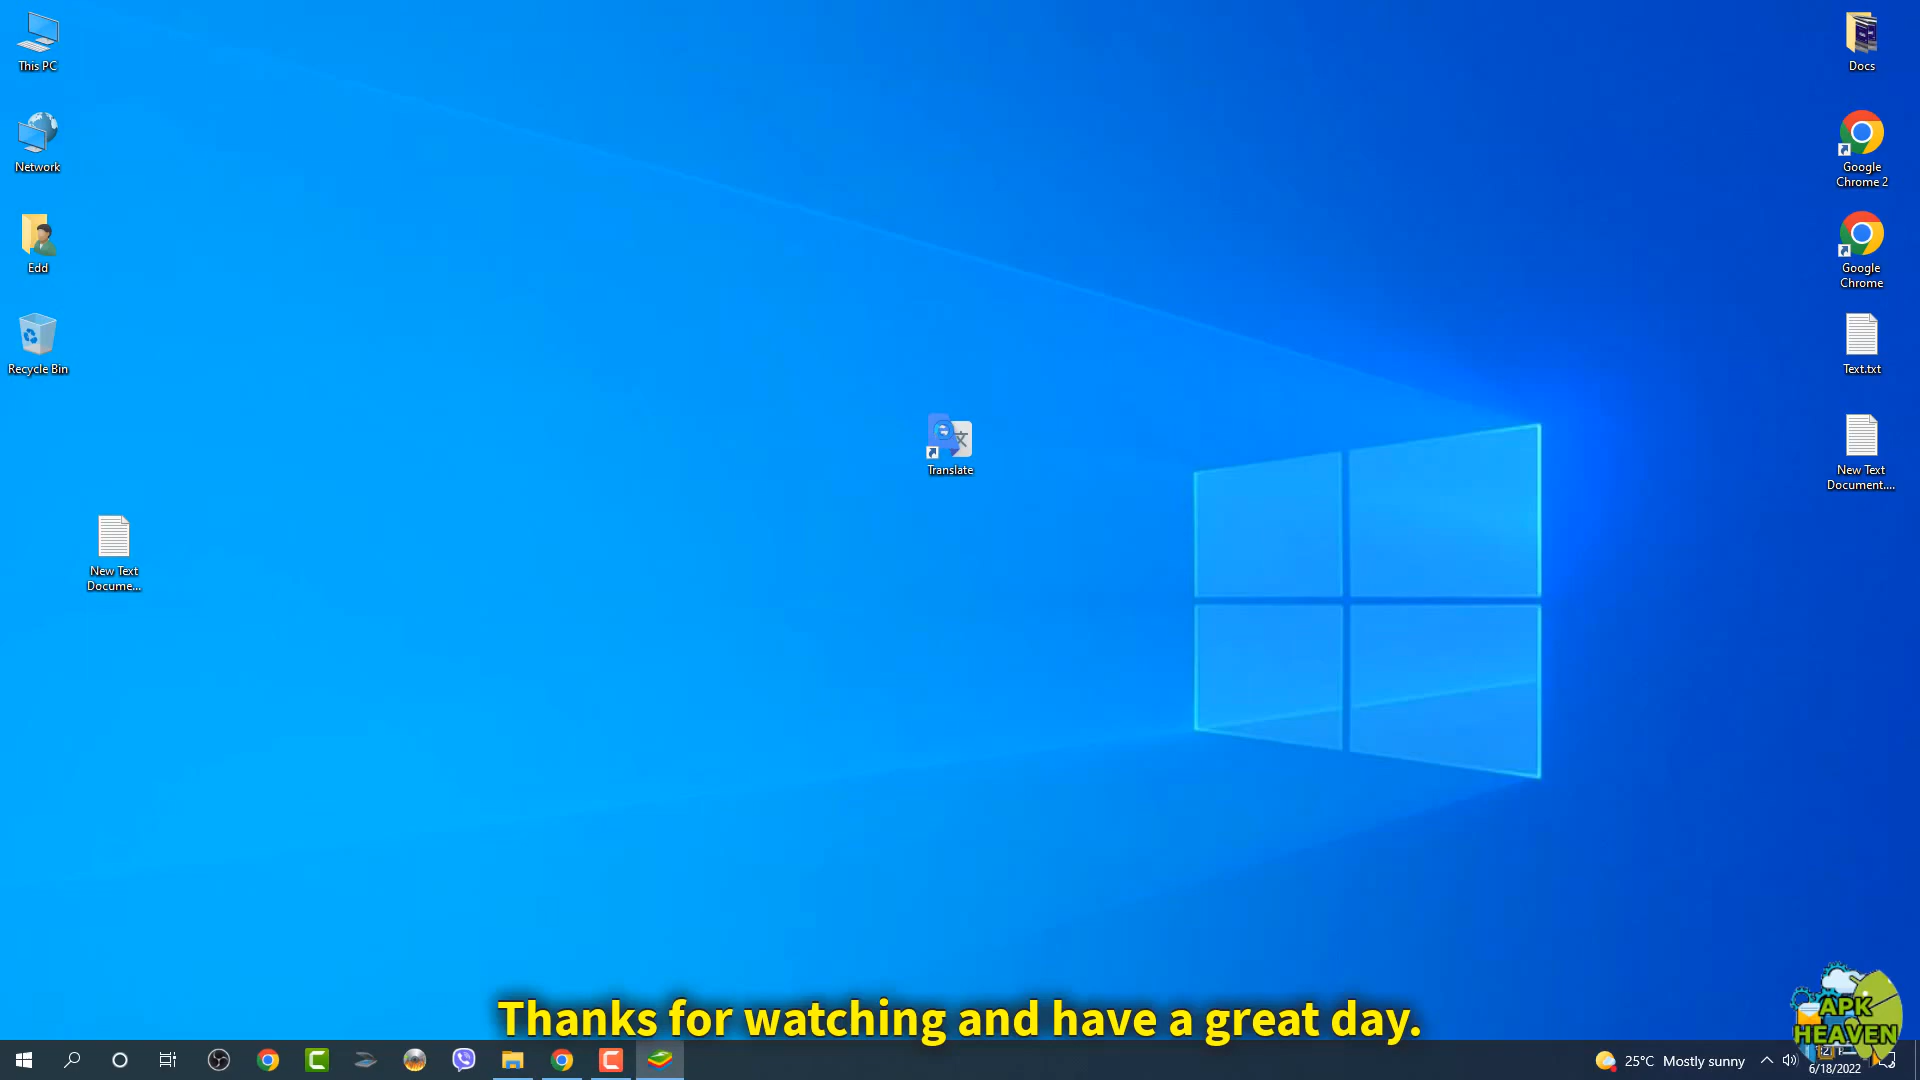 This PC
Network
Edd
Recycle Bin
New Text
Docume...
Translate
Docs
Google
Chrome 2
Google
Chrome
Text.txt
New Text
Document....
Thanks for watching and have a great day.
APK
HEAVEN
25°C Mostly sunny
6/18/2022